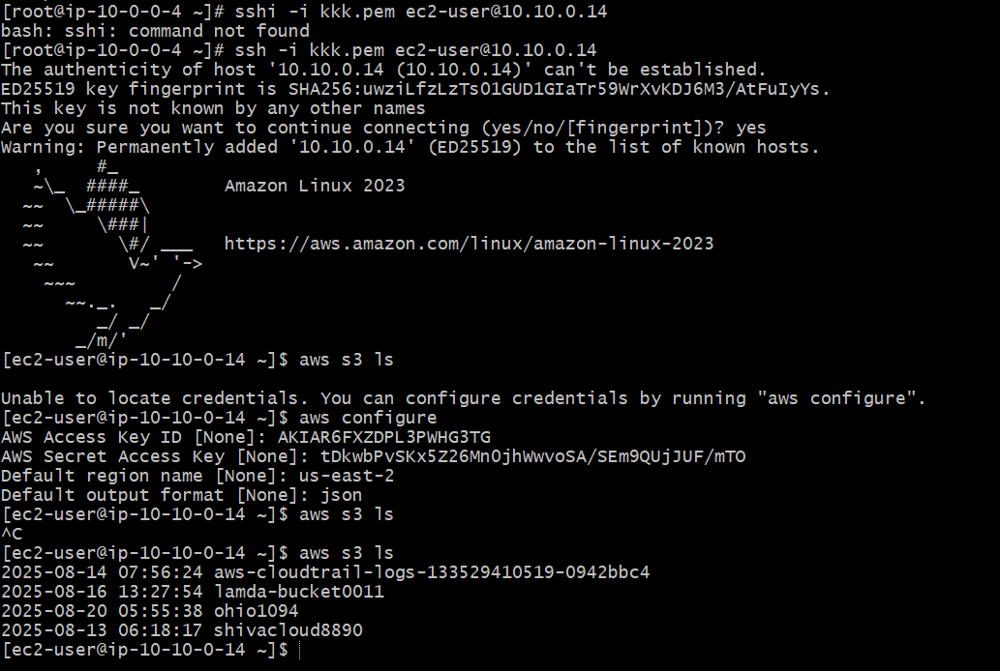 [root@ip-10-0-0-4 ~]# sshi -i kkk.pem ec2-user@10.10.0.14
bash: sshi: command not found
[root@ip-10-0-0-4 ~]# ssh -i kkk.pem ec2-user@10.10.0.14
The authenticity of host '10.10.0.14 (10.10.0.14)' can't be established.
ED25519 key fingerprint is SHA256:uwziLfzLzTsO1GUD1GIaTr59WrXvKDJ6M3/AtFuIyYs.
This key is not known by any other names
Are you sure you want to continue connecting (yes/no/[fingerprint])? yes
Warning: Permanently added '10.10.0.14' (ED25519) to the list of known hosts.
   ,     #_
   ~\_  ####_        Amazon Linux 2023
  ~~  \_#####\
  ~~     \###|
  ~~       \#/ ___   https://aws.amazon.com/linux/amazon-linux-2023
   ~~       V~' '->
    ~~~         /
      ~~._.   _/
         _/ _/
       _/m/'
[ec2-user@ip-10-10-0-14 ~]$ aws s3 ls
Unable to locate credentials. You can configure credentials by running "aws configure".
[ec2-user@ip-10-10-0-14 ~]$ aws configure
AWS Access Key ID [None]: AKIAR6FXZDPL3PWHG3TG
AWS Secret Access Key [None]: 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
Default region name [None]: us-east-2
Default output format [None]: json
[ec2-user@ip-10-10-0-14 ~]$ aws s3 ls
^C
[ec2-user@ip-10-10-0-14 ~]$ aws s3 ls
2025-08-14 07:56:24 aws-cloudtrail-logs-133529410519-0942bbc4
2025-08-16 13:27:54 lamda-bucket0011
2025-08-20 05:55:38 ohio1094
2025-08-13 06:18:17 shivacloud8890
[ec2-user@ip-10-10-0-14 ~]$